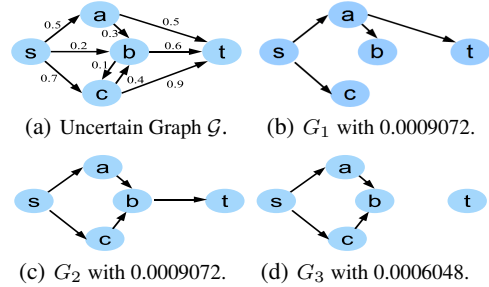 a
0.5
0.5
0.3
s
0.2
b
0.6
t
0.1
0.7
0.4
0.9
c
(a) Uncertain Graph 𝒢.
a
s
b
t
c
(b) G₁ with 0.0009072.
a
s
b
t
c
(c) G₂ with 0.0009072.
a
s
b
t
c
(d) G₃ with 0.0006048.